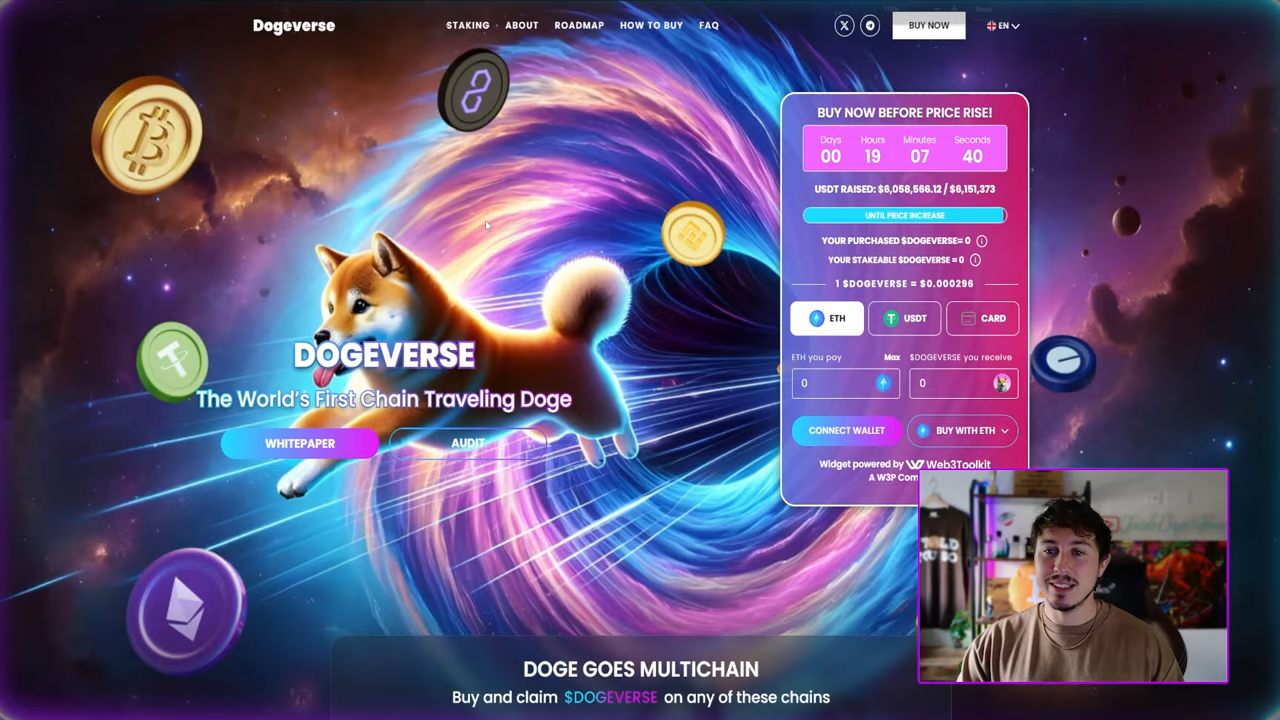 Dogeverse
STAKING
ABOUT
ROADMAP
HOW TO BUY
FAQ
BUY NOW
EN
BUY NOW BEFORE PRICE RISE!
Days Hours Minutes Seconds
00 19 07 40
USDT RAISED: $6,058,566.12 / $6,151,373
UNTIL PRICE INCREASE
YOUR PURCHASED $DOGEVERSE= 0
YOUR STAKEABLE $DOGEVERSE = 0
1 $DOGEVERSE = $0.000296
ETH USDT CARD
ETH you pay Max $DOGEVERSE you receive
0 0
CONNECT WALLET BUY WITH ETH
Widget powered by Web3Toolkit
A W3P Com
DOGEVERSE
The World's First Chain Traveling Doge
WHITEPAPER AUDIT
DOGE GOES MULTICHAIN
Buy and claim $DOGEVERSE on any of these chains